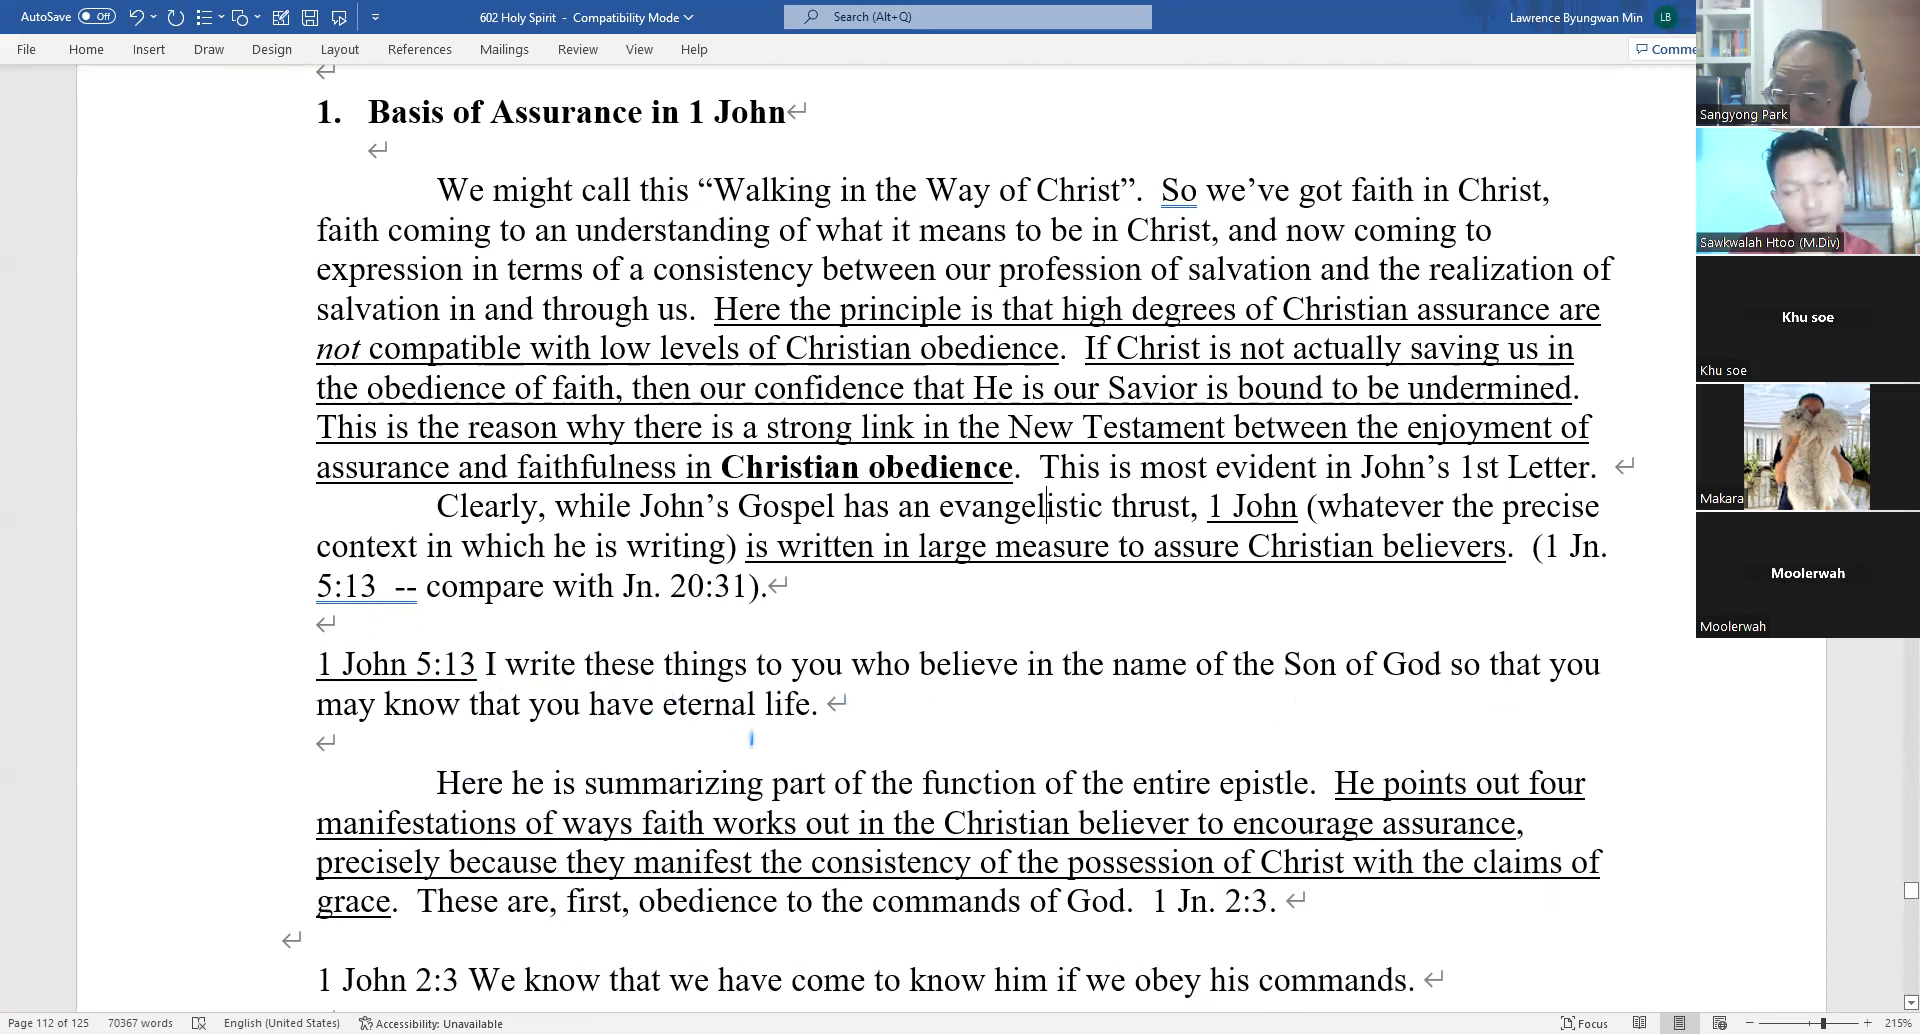 AutoSave Off 602 Holy Spirit - Compatibility Mode Search (Alt+Q) Lawrence Byungwan Min LB
File Home Insert Draw Design Layout References Mailings Review View Help Comme
1. Basis of Assurance in 1 John
We might call this “Walking in the Way of Christ”. So we’ve got faith in Christ,
faith coming to an understanding of what it means to be in Christ, and now coming to
expression in terms of a consistency between our profession of salvation and the realization of
salvation in and through us. Here the principle is that high degrees of Christian assurance are
not compatible with low levels of Christian obedience. If Christ is not actually saving us in
the obedience of faith, then our confidence that He is our Savior is bound to be undermined.
This is the reason why there is a strong link in the New Testament between the enjoyment of
assurance and faithfulness in Christian obedience. This is most evident in John’s 1st Letter.
Clearly, while John’s Gospel has an evangelistic thrust, 1 John (whatever the precise
context in which he is writing) is written in large measure to assure Christian believers. (1 Jn.
5:13 -- compare with Jn. 20:31).
1 John 5:13 I write these things to you who believe in the name of the Son of God so that you
may know that you have eternal life.
Here he is summarizing part of the function of the entire epistle. He points out four
manifestations of ways faith works out in the Christian believer to encourage assurance,
precisely because they manifest the consistency of the possession of Christ with the claims of
grace. These are, first, obedience to the commands of God. 1 Jn. 2:3.
1 John 2:3 We know that we have come to know him if we obey his commands.
Sangyong Park
Sawkwalah Htoo (M.Div)
Khu soe
Khu soe
Makara
Moolerwah
Moolerwah
Page 112 of 125 70367 words English (United States) Accessibility: Unavailable Focus 215%